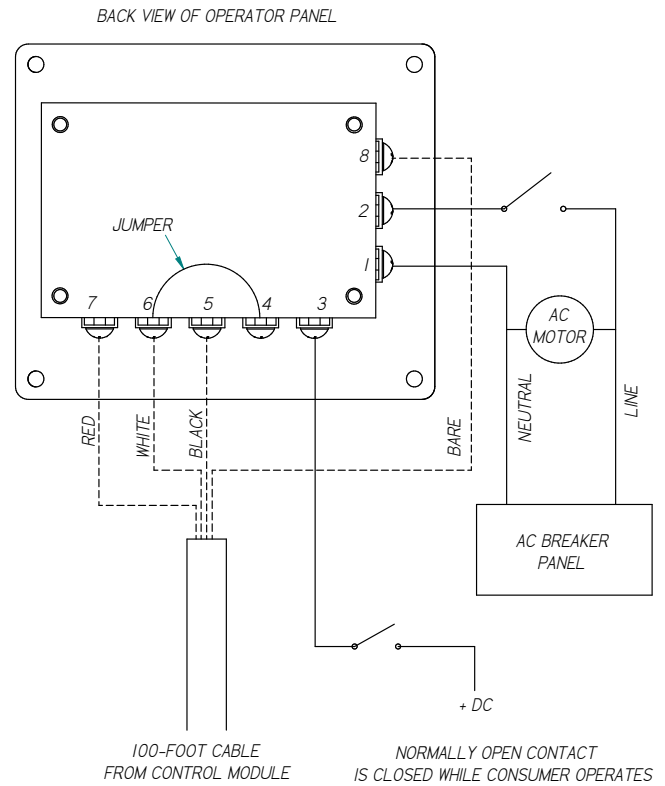 BACK VIEW OF OPERATOR PANEL
8
2
JUMPER
1
7 6 5 4 3
AC
MOTOR
RED
WHITE
BLACK
BARE
NEUTRAL
LINE
AC BREAKER
PANEL
+ DC
100-FOOT CABLE
FROM CONTROL MODULE
NORMALLY OPEN CONTACT
IS CLOSED WHILE CONSUMER OPERATES